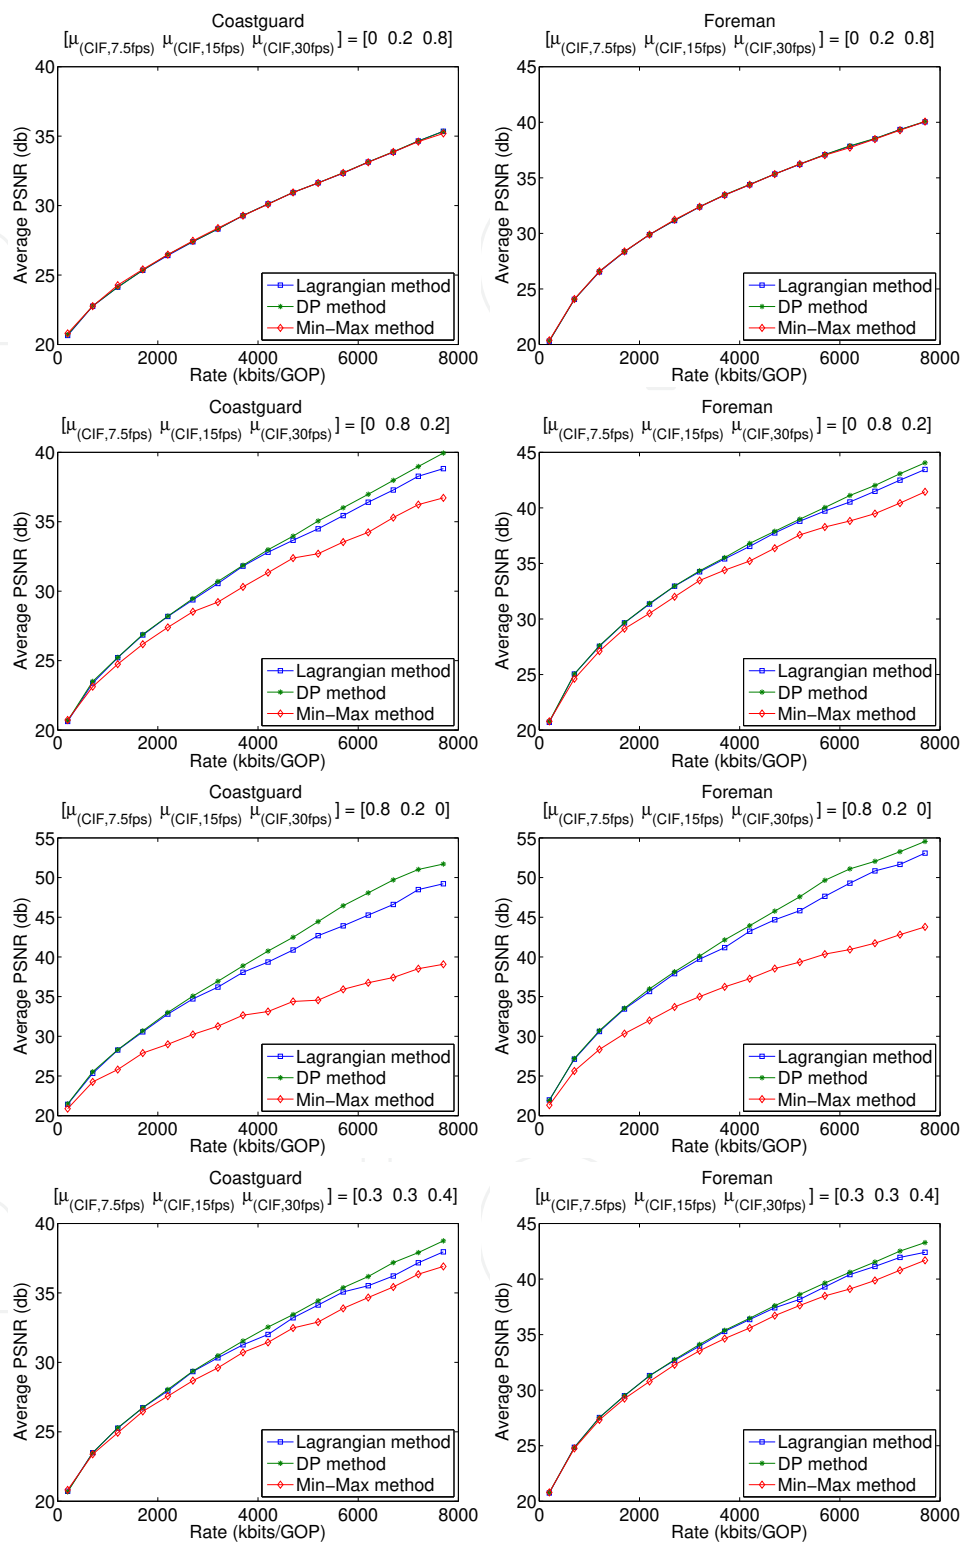 Coastguard
[μ(CIF,7.5fps) μ(CIF,15fps) μ(CIF,30fps)] = [0 0.2 0.8]
40
35
30
25
20
Average PSNR (db)
Lagrangian method
DP method
Min-Max method
0 2000 4000 6000 8000
Rate (kbits/GOP)
Foreman
[μ(CIF,7.5fps) μ(CIF,15fps) μ(CIF,30fps)] = [0 0.2 0.8]
45
40
35
30
25
20
Average PSNR (db)
Lagrangian method
DP method
Min-Max method
0 2000 4000 6000 8000
Rate (kbits/GOP)
Coastguard
[μ(CIF,7.5fps) μ(CIF,15fps) μ(CIF,30fps)] = [0 0.8 0.2]
40
35
30
25
20
Average PSNR (db)
Lagrangian method
DP method
Min-Max method
0 2000 4000 6000 8000
Rate (kbits/GOP)
Foreman
[μ(CIF,7.5fps) μ(CIF,15fps) μ(CIF,30fps)] = [0 0.8 0.2]
45
40
35
30
25
20
Average PSNR (db)
Lagrangian method
DP method
Min-Max method
0 2000 4000 6000 8000
Rate (kbits/GOP)
Coastguard
[μ(CIF,7.5fps) μ(CIF,15fps) μ(CIF,30fps)] = [0.8 0.2 0]
55
50
45
40
35
30
25
20
Average PSNR (db)
Lagrangian method
DP method
Min-Max method
0 2000 4000 6000 8000
Rate (kbits/GOP)
Foreman
[μ(CIF,7.5fps) μ(CIF,15fps) μ(CIF,30fps)] = [0.8 0.2 0]
55
50
45
40
35
30
25
20
Average PSNR (db)
Lagrangian method
DP method
Min-Max method
0 2000 4000 6000 8000
Rate (kbits/GOP)
Coastguard
[μ(CIF,7.5fps) μ(CIF,15fps) μ(CIF,30fps)] = [0.3 0.3 0.4]
40
35
30
25
20
Average PSNR (db)
Lagrangian method
DP method
Min-Max method
0 2000 4000 6000 8000
Rate (kbits/GOP)
Foreman
[μ(CIF,7.5fps) μ(CIF,15fps) μ(CIF,30fps)] = [0.3 0.3 0.4]
45
40
35
30
25
20
Average PSNR (db)
Lagrangian method
DP method
Min-Max method
0 2000 4000 6000 8000
Rate (kbits/GOP)